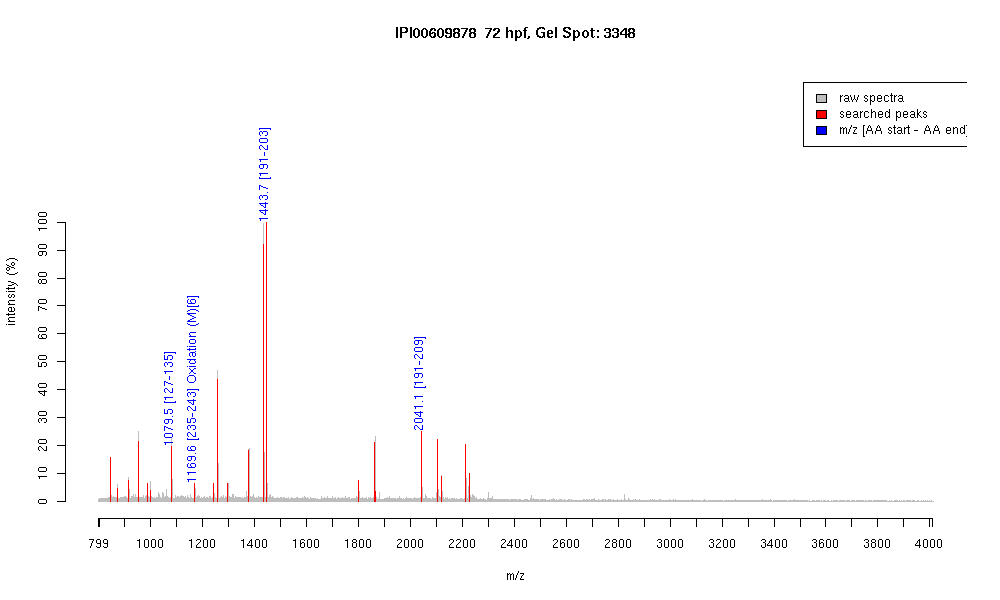 IPI00609878 72 hpf, Gel Spot: 3348
raw spectra
searched peaks
m/z [AA start - AA end]
1443.7 [191-203]
1169.6 [235-243] Oxidation (M)[6]
1079.5 [127-135]
2041.1 [191-209]
intensity (%)
100
90
80
70
60
50
40
30
20
10
0
799 1000 1200 1400 1600 1800 2000 2200 2400 2600 2800 3000 3200 3400 3600 3800 4000
m/z